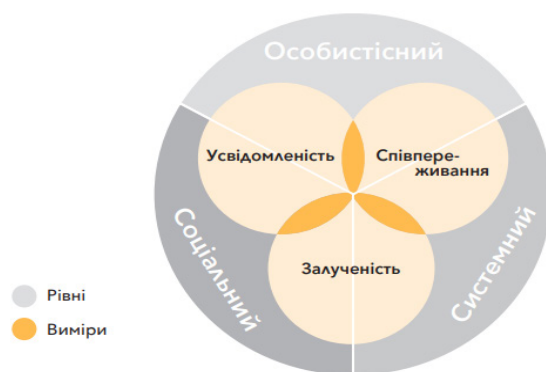 Особистісний
Усвідомленість
Співпере-
живання
Соціальний
Системний
Залученість
Рівні
Виміри